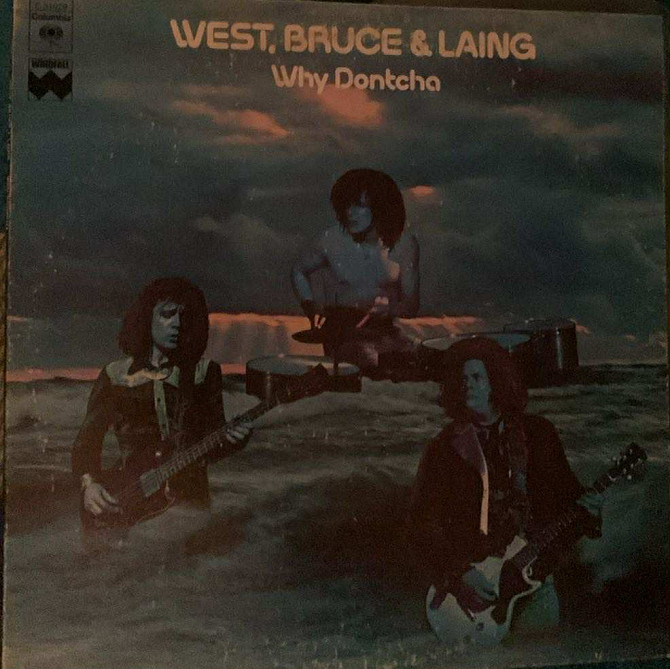 Columbia
WINDFALL
WEST, BRUCE & LAING
Why Dontcha